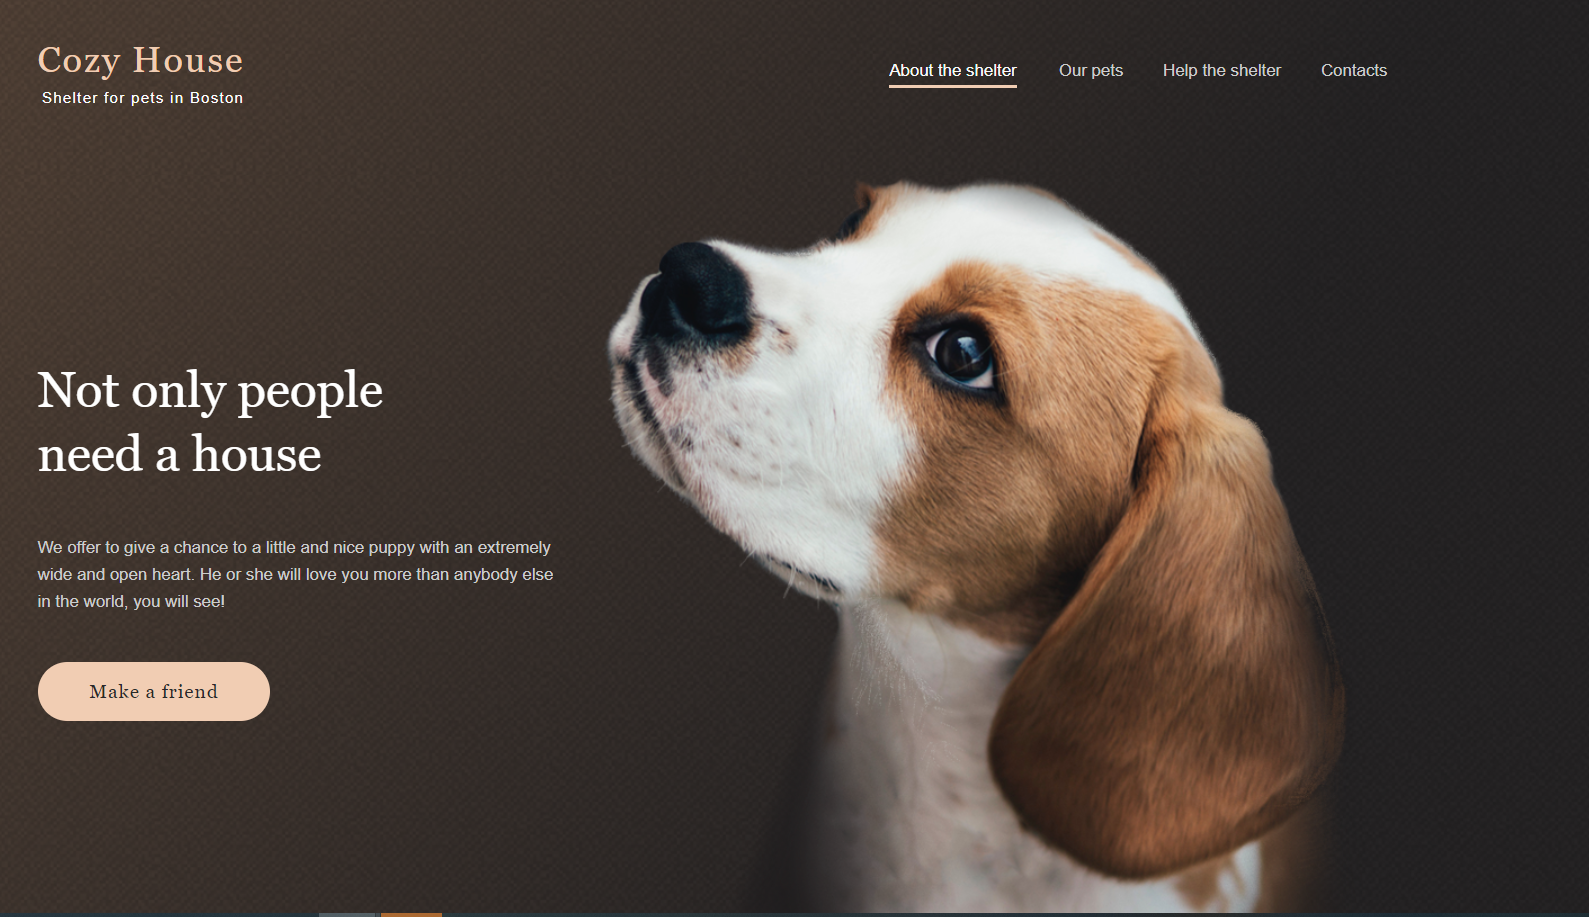 Cozy House
Shelter for pets in Boston
About the shelter Our pets Help the shelter Contacts
Not only people
need a house
We offer to give a chance to a little and nice puppy with an extremely
wide and open heart. He or she will love you more than anybody else
in the world, you will see!
Make a friend